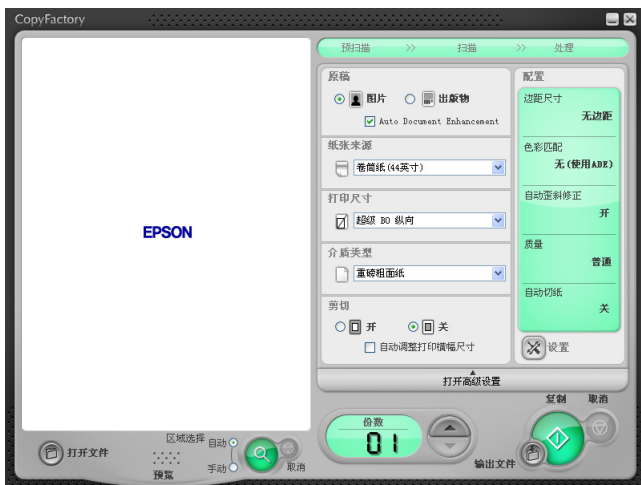 CopyFactory
预扫描 >> 扫描 >> 处理
原稿
图片 出版物
Auto Document Enhancement
纸张来源
卷筒纸(44英寸)
打印尺寸
超级 B0 纵向
介质类型
重磅粗面纸
剪切
开 关
自动调整打印横幅尺寸
配置
边距尺寸
无边距
色彩匹配
无(使用ADE)
自动歪斜修正
开
质量
普通
自动切纸
关
设置
打开高级设置
EPSON
打开文件
区域选择
自动
手动
预览
取消
份数
01
复制 取消
输出文件